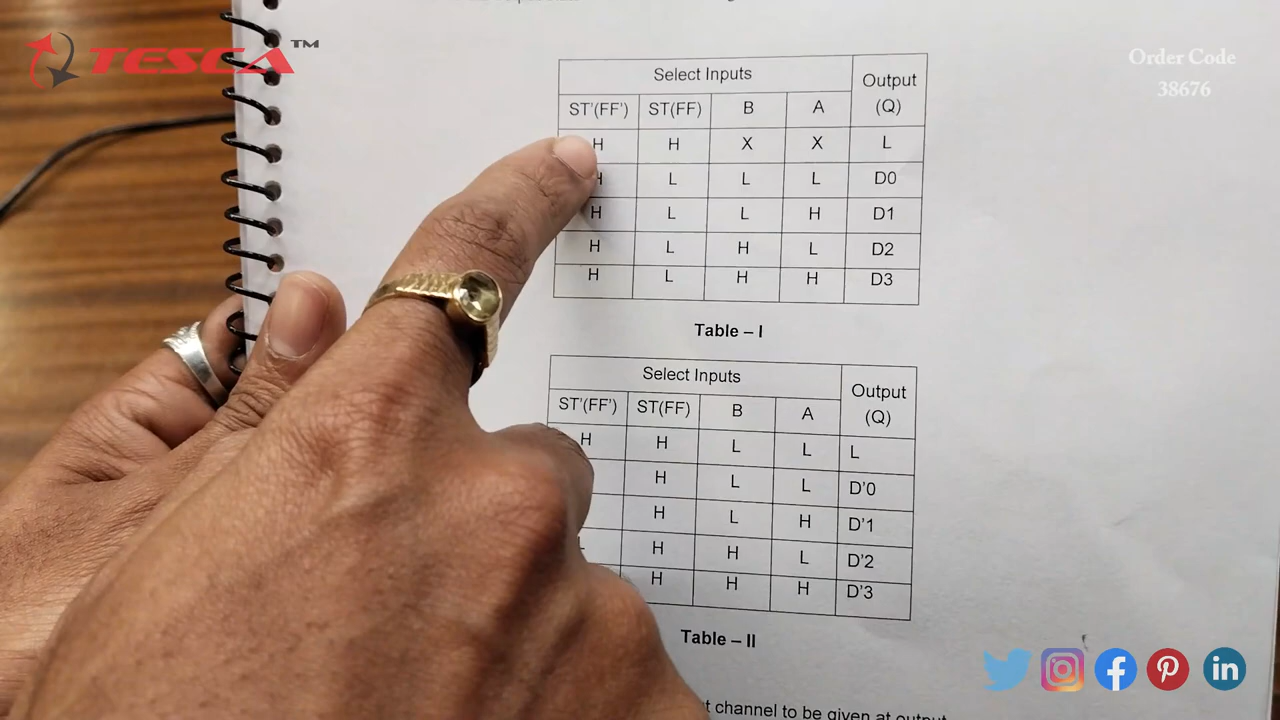 TESCA™
Order Code
38676
Select Inputs Output (Q)
ST'(FF') ST(FF) B A
H H X X L
H L L L D0
H L L H D1
H L H L D2
H L H H D3
Table – I
Select Inputs Output (Q)
ST'(FF') ST(FF) B A
H H L L L
H L L D'0
H L H D'1
L H H L D'2
H H H D'3
Table – II
channel to be given at output
in